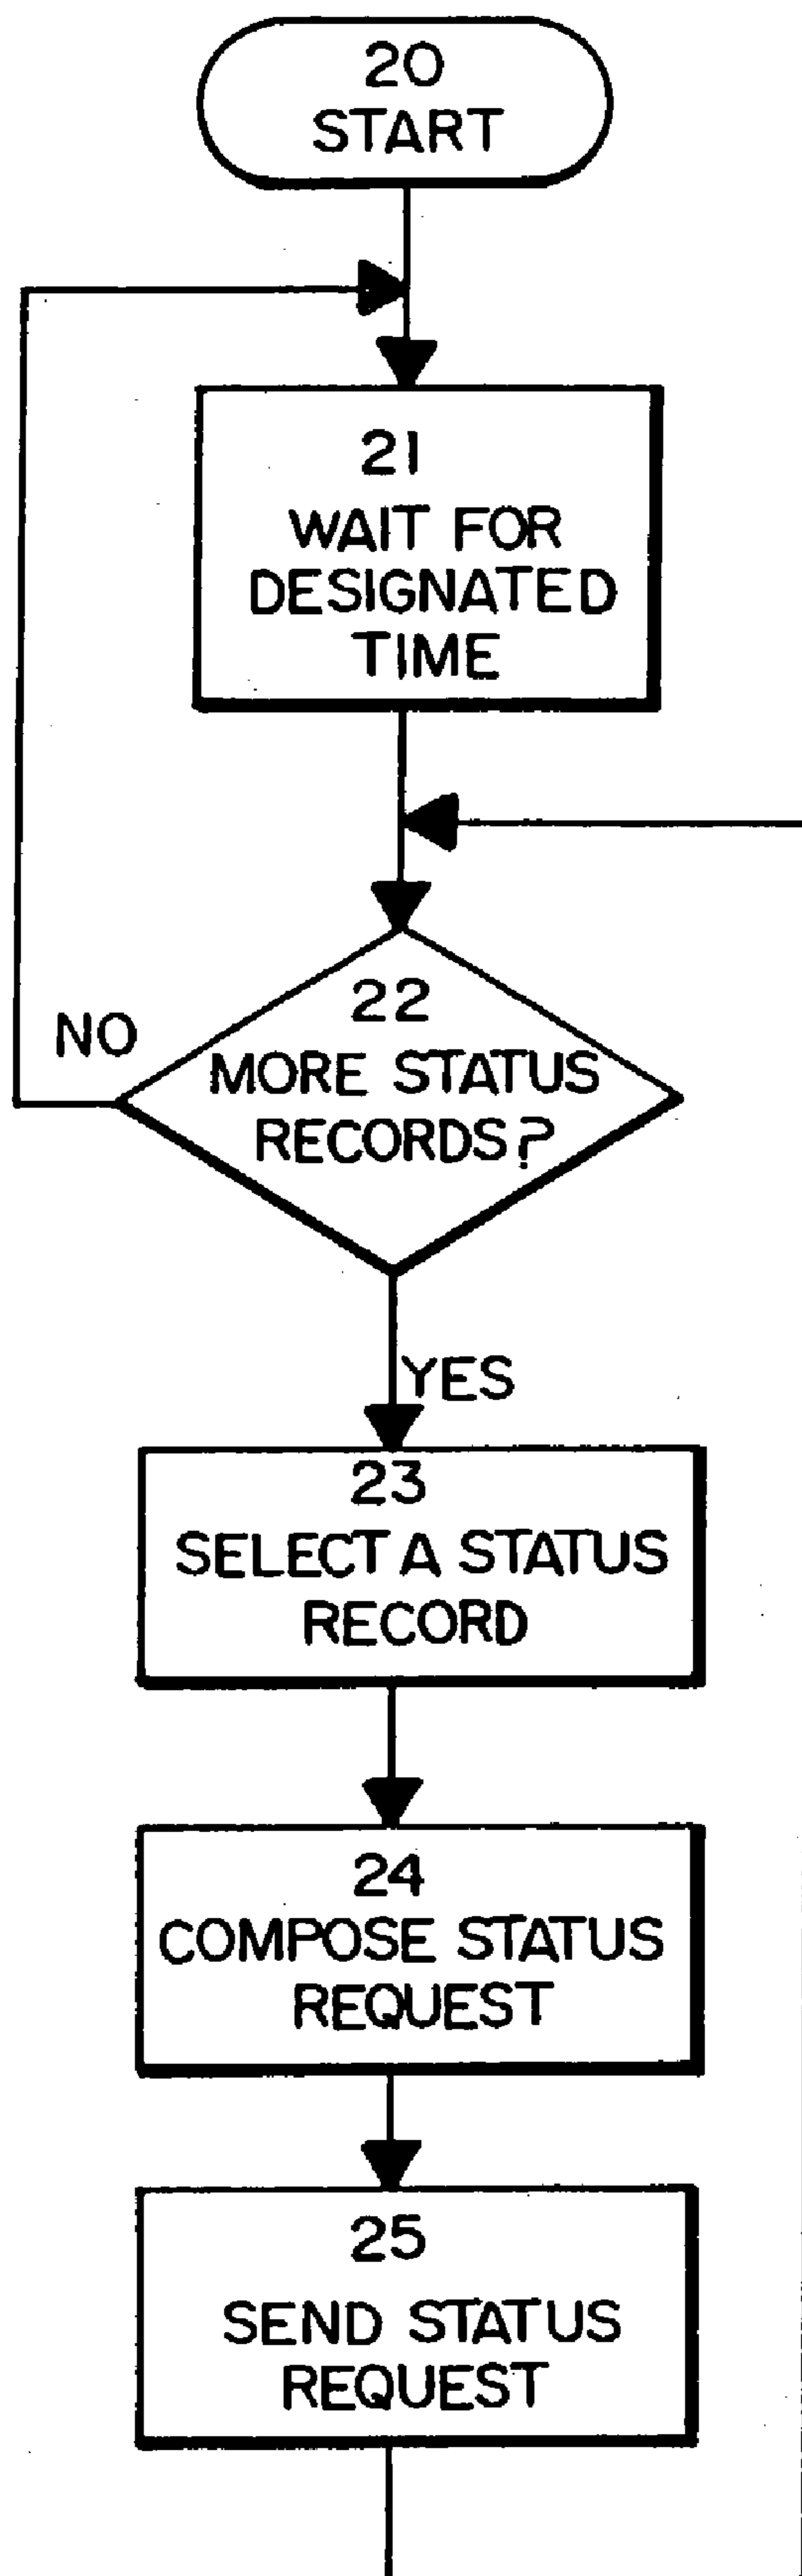 20
START
21
WAIT FOR
DESIGNATED
TIME
22
MORE STATUS
RECORDS?
NO
YES
23
SELECT A STATUS
RECORD
24
COMPOSE STATUS
REQUEST
25
SEND STATUS
REQUEST